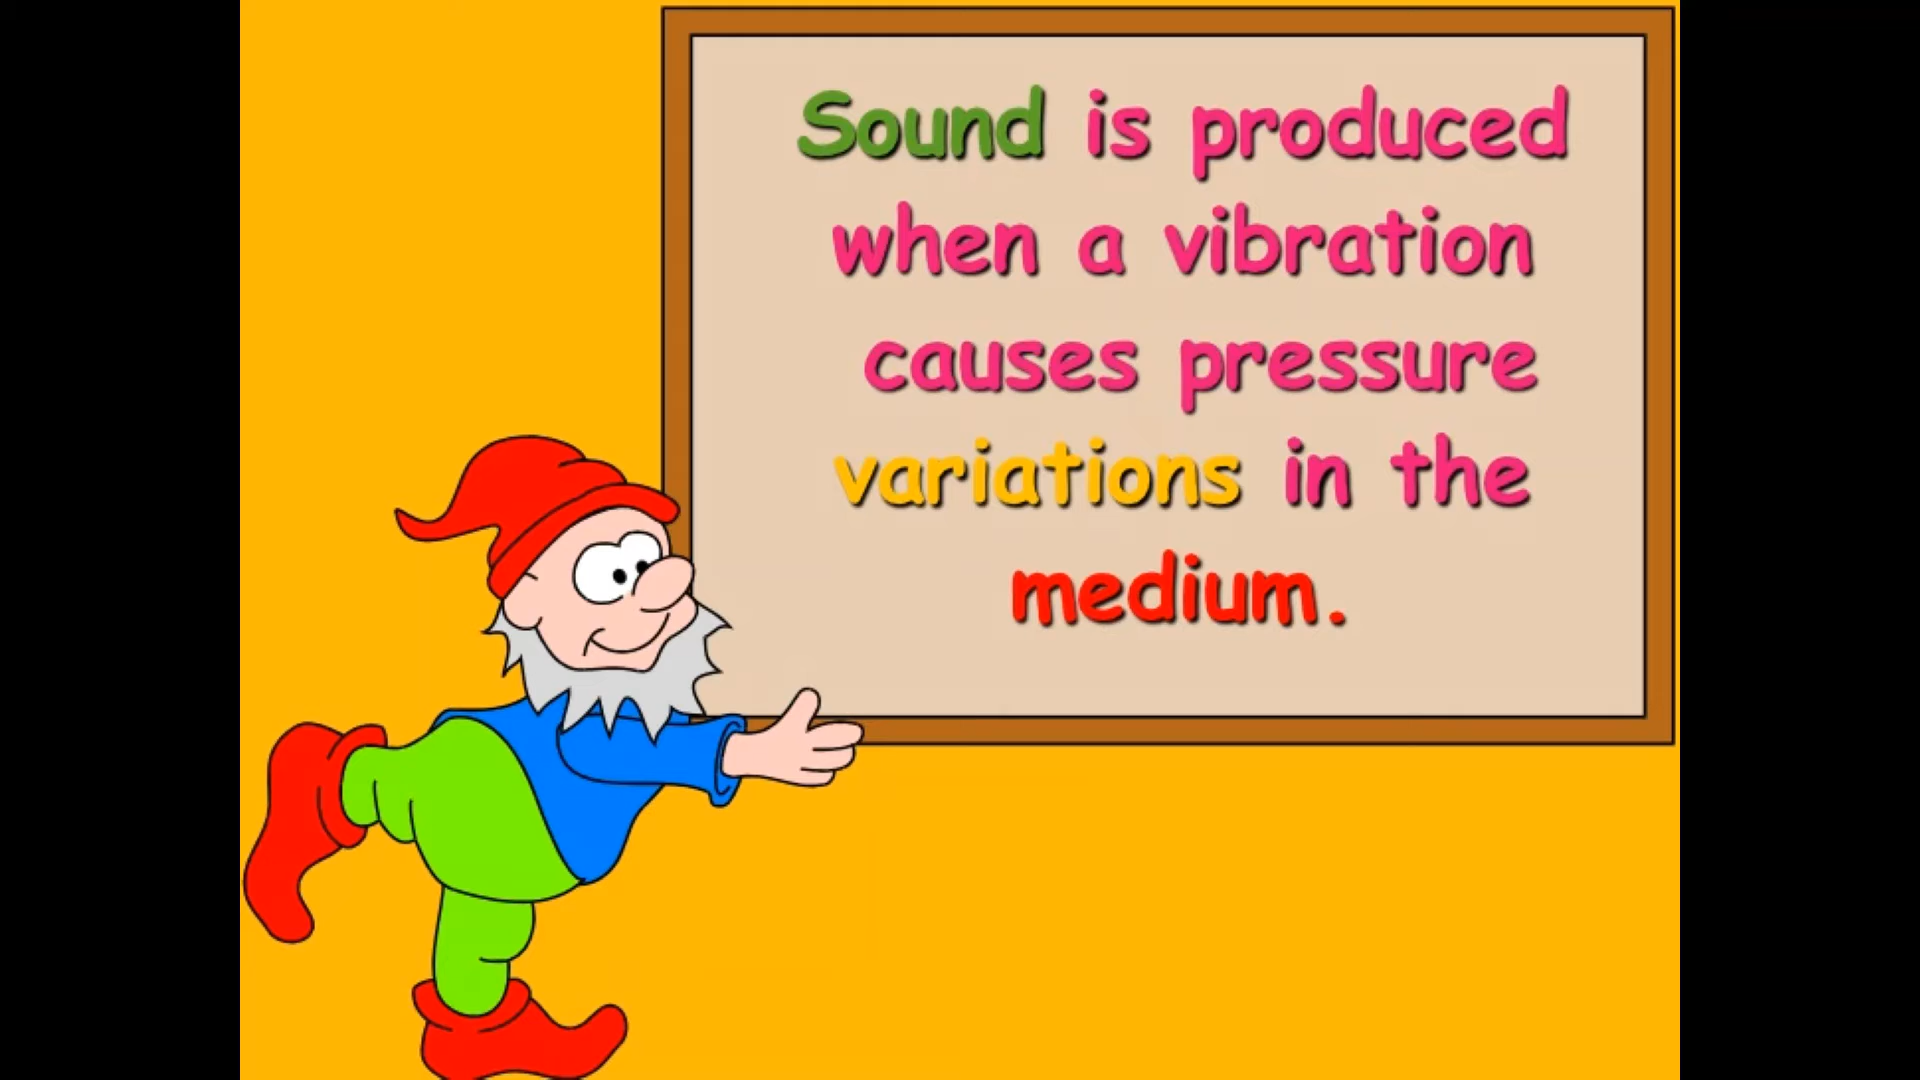 Sound is produced
when a vibration
causes pressure
variations in the
medium.